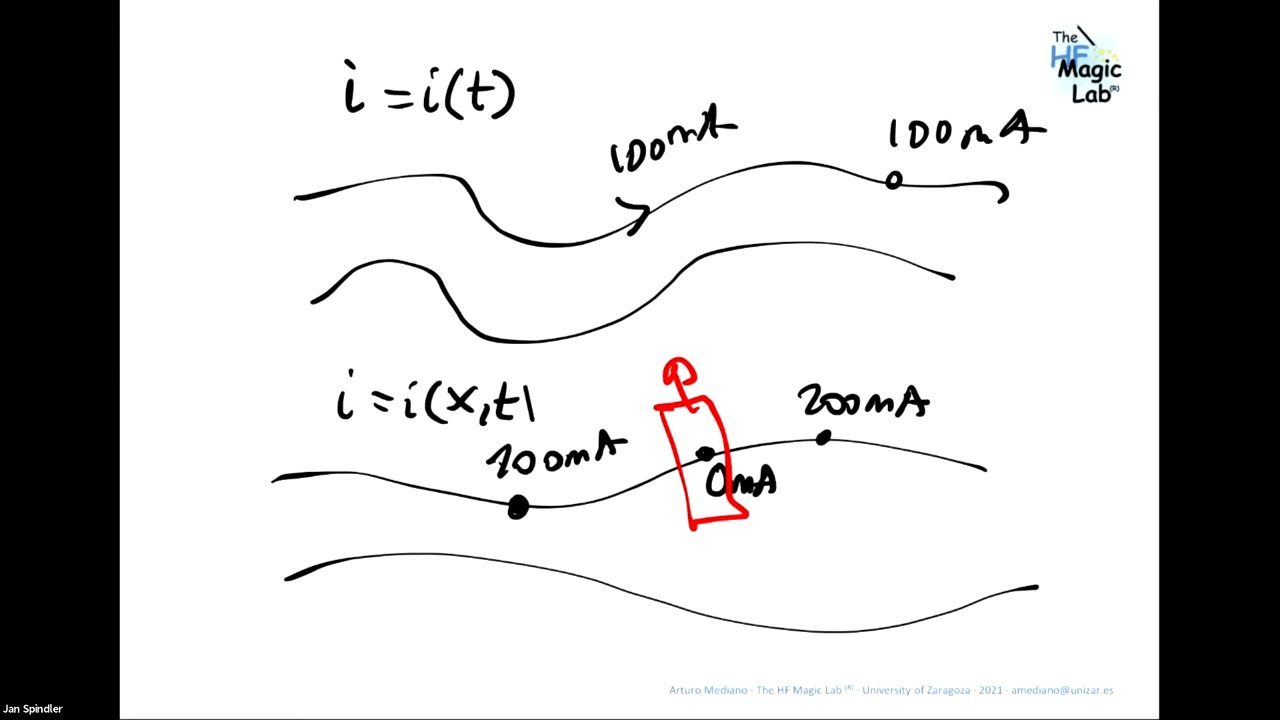 The
HF
Magic
Lab(R)
i = i(t)
100mA
100mA
i = i(x,t)
100mA
0mA
200mA
Arturo Mediano · The HF Magic Lab (R) · University of Zaragoza · 2021 · amediano@unizar.es
Jan Spindler